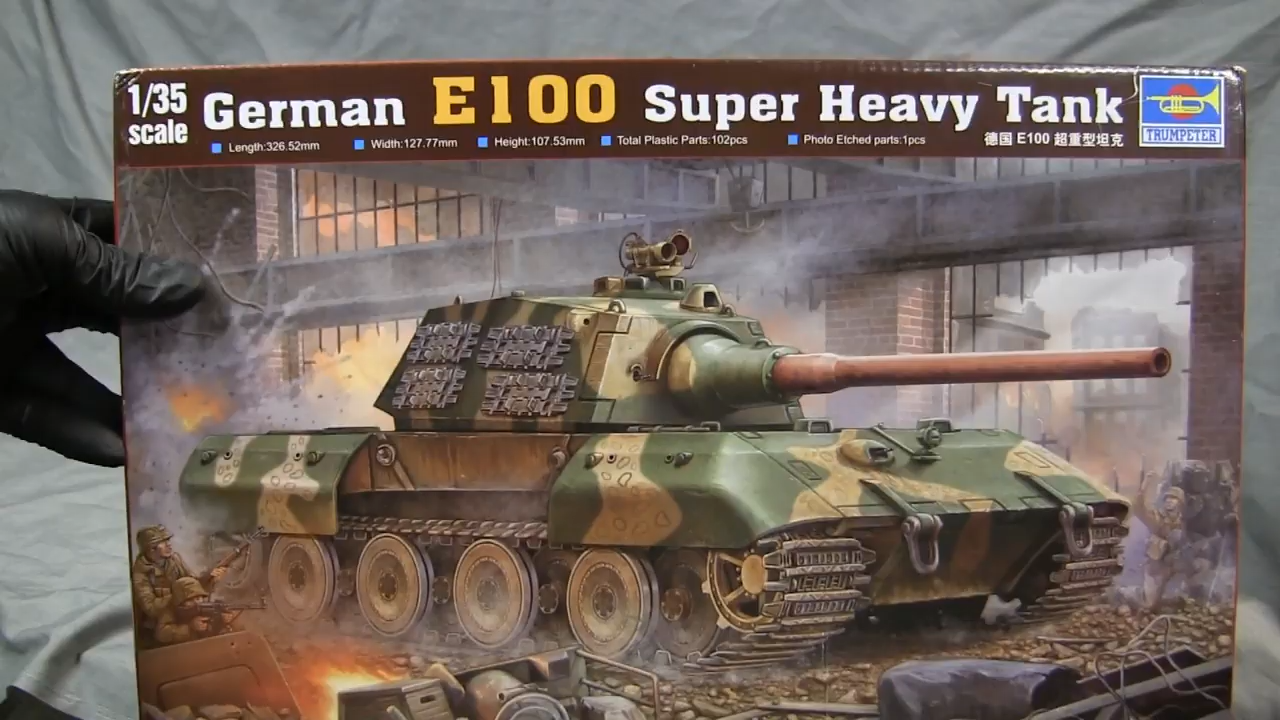 1/35
scale
German E100 Super Heavy Tank
Length:326.52mm Width:127.77mm Height:107.53mm Total Plastic Parts:102pcs Photo Etched parts:1pcs
德国 E100 超重型坦克
TRUMPETER